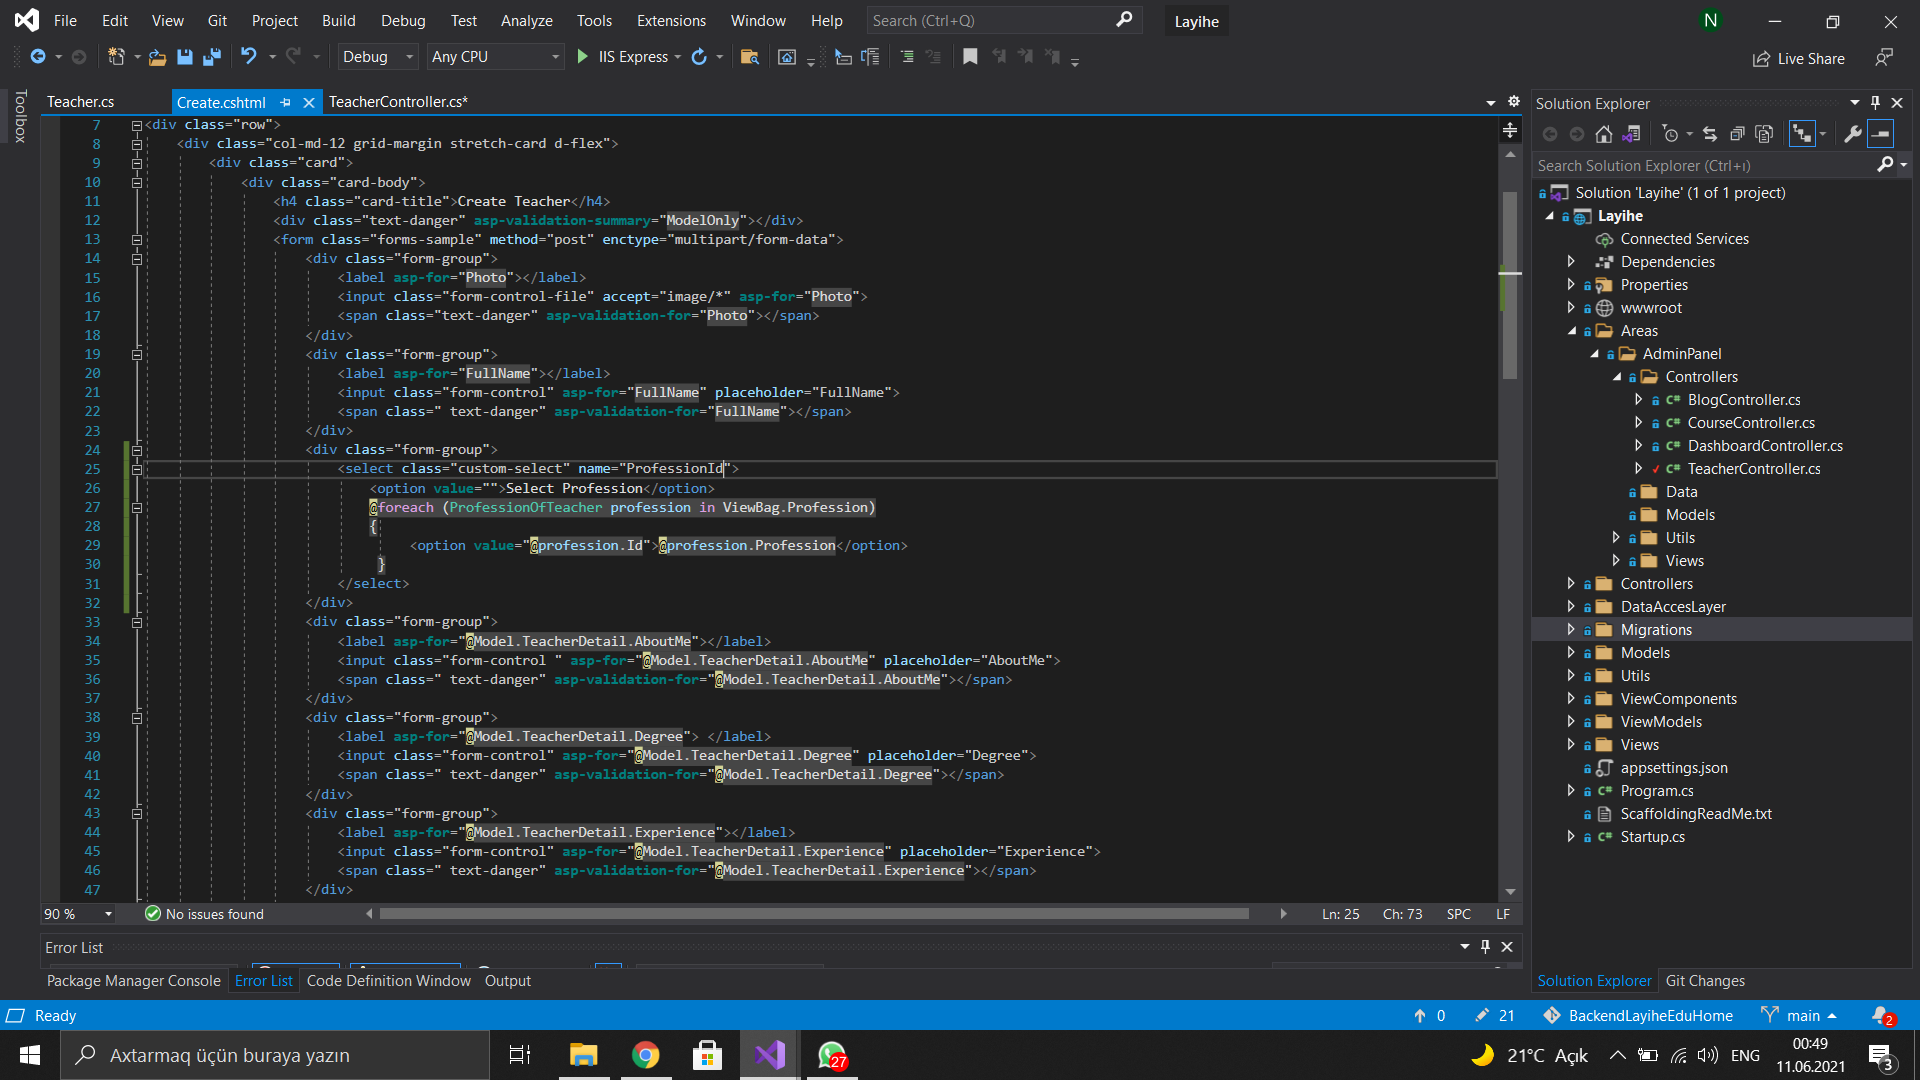 File Edit View Git Project Build Debug Test Analyze Tools Extensions Window Help Search (Ctrl+Q) Layihe N
Debug Any CPU IIS Express Live Share
Toolbox
Teacher.cs Create.cshtml TeacherController.cs*
7 <div class="row">
8 <div class="col-md-12 grid-margin stretch-card d-flex">
9 <div class="card">
10 <div class="card-body">
11 <h4 class="card-title">Create Teacher</h4>
12 <div class="text-danger" asp-validation-summary="ModelOnly"></div>
13 <form class="forms-sample" method="post" enctype="multipart/form-data">
14 <div class="form-group">
15 <label asp-for="Photo"></label>
16 <input class="form-control-file" accept="image/*" asp-for="Photo">
17 <span class="text-danger" asp-validation-for="Photo"></span>
18 </div>
19 <div class="form-group">
20 <label asp-for="FullName"></label>
21 <input class="form-control" asp-for="FullName" placeholder="FullName">
22 <span class=" text-danger" asp-validation-for="FullName"></span>
23 </div>
24 <div class="form-group">
25 <select class="custom-select" name="ProfessionId">
26 <option value="">Select Profession</option>
27 @foreach (ProfessionOfTeacher profession in ViewBag.Profession)
28 {
29 <option value="@profession.Id">@profession.Profession</option>
30 }
31 </select>
32 </div>
33 <div class="form-group">
34 <label asp-for="@Model.TeacherDetail.AboutMe"></label>
35 <input class="form-control " asp-for="@Model.TeacherDetail.AboutMe" placeholder="AboutMe">
36 <span class=" text-danger" asp-validation-for="@Model.TeacherDetail.AboutMe"></span>
37 </div>
38 <div class="form-group">
39 <label asp-for="@Model.TeacherDetail.Degree"> </label>
40 <input class="form-control" asp-for="@Model.TeacherDetail.Degree" placeholder="Degree">
41 <span class=" text-danger" asp-validation-for="@Model.TeacherDetail.Degree"></span>
42 </div>
43 <div class="form-group">
44 <label asp-for="@Model.TeacherDetail.Experience"></label>
45 <input class="form-control" asp-for="@Model.TeacherDetail.Experience" placeholder="Experience">
46 <span class=" text-danger" asp-validation-for="@Model.TeacherDetail.Experience"></span>
47 </div>
90 % No issues found Ln: 25 Ch: 73 SPC LF
Error List
Package Manager Console Error List Code Definition Window Output
Solution Explorer
Search Solution Explorer (Ctrl+ı)
Solution 'Layihe' (1 of 1 project)
Layihe
Connected Services
Dependencies
Properties
wwwroot
Areas
AdminPanel
Controllers
C# BlogController.cs
C# CourseController.cs
C# DashboardController.cs
C# TeacherController.cs
Data
Models
Utils
Views
Controllers
DataAccesLayer
Migrations
Models
Utils
ViewComponents
ViewModels
Views
appsettings.json
C# Program.cs
ScaffoldingReadMe.txt
C# Startup.cs
Solution Explorer Git Changes
Ready 0 21 BackendLayiheEduHome main 2
Axtarmaq üçün buraya yazın 27 21°C Açık ENG 00:49
11.06.2021 3